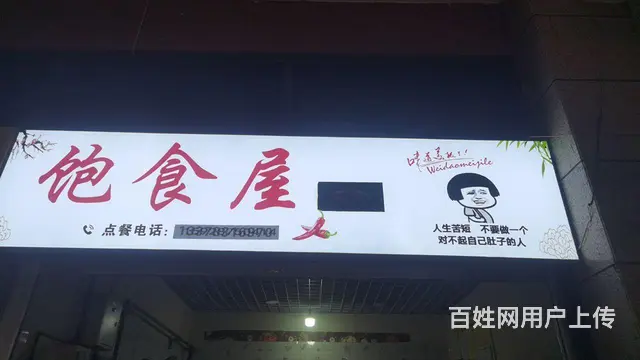 饱食屋
点餐电话:
味道美极!!
Weidaomeijile
人生苦短 不要做一个
对不起自己肚子的人
百姓网用户上传